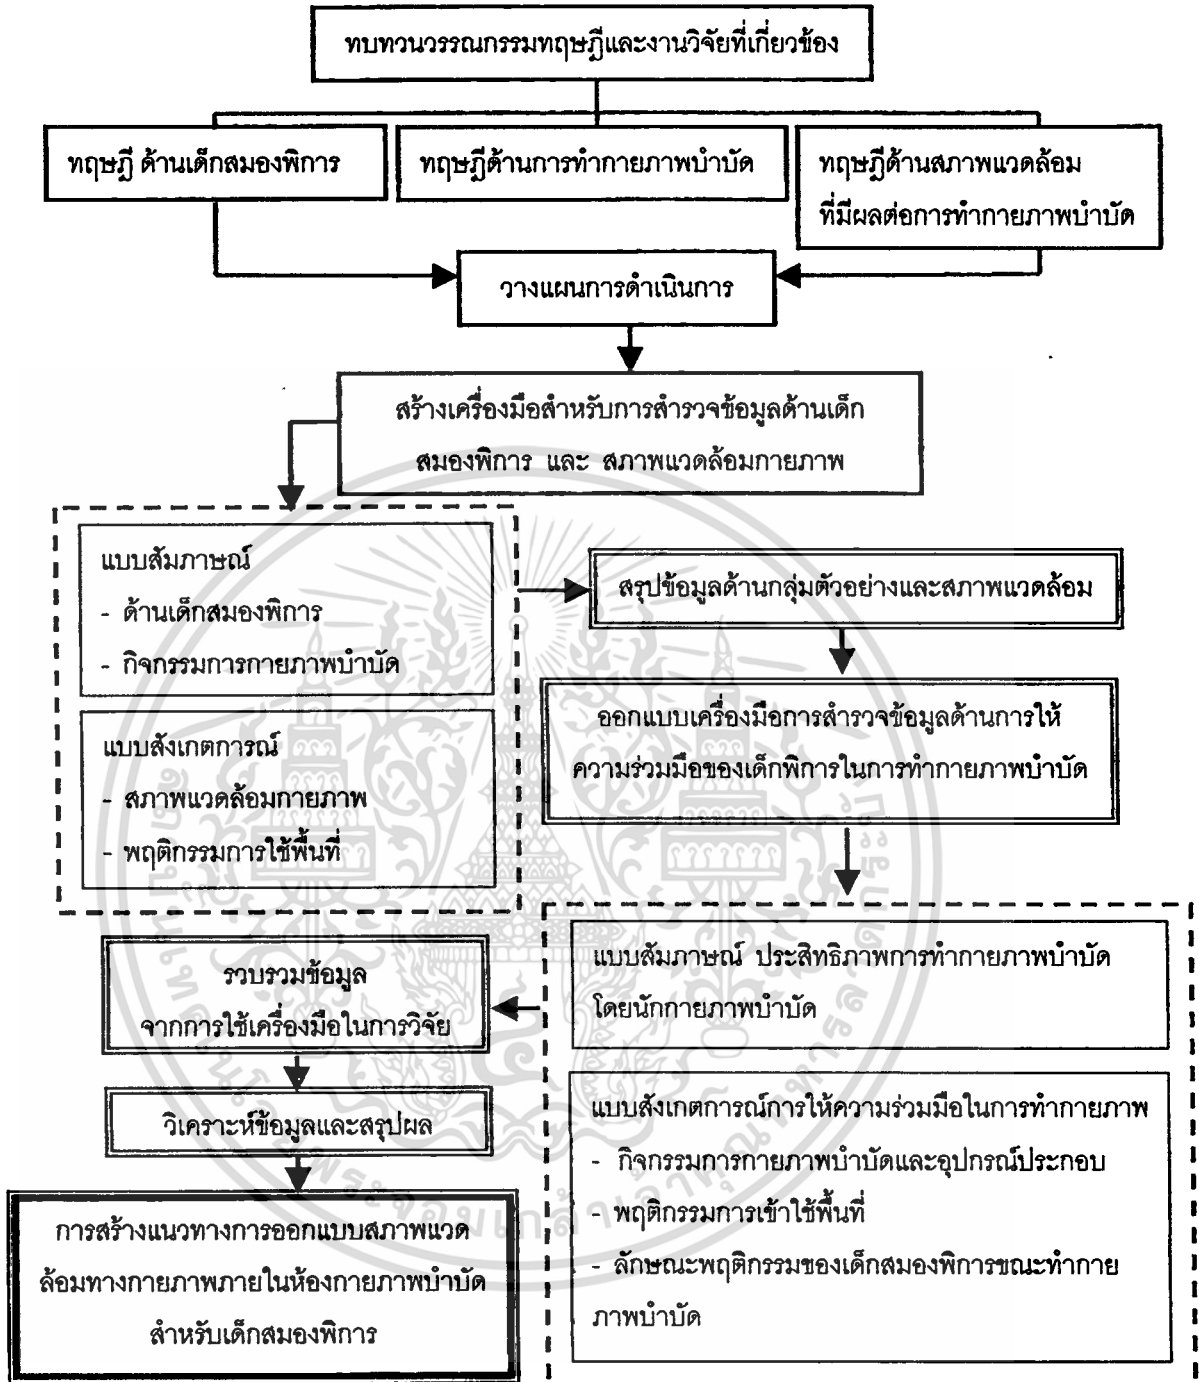 ทบทวนวรรณกรรมทฤษฎีและงานวิจัยที่เกี่ยวข้อง
ทฤษฎี ด้านเด็กสมองพิการ
ทฤษฎีด้านการทำกายภาพบำบัด
ทฤษฎีด้านสภาพแวดล้อม
ที่มีผลต่อการทำกายภาพบำบัด
วางแผนการดำเนินการ
สร้างเครื่องมือสำหรับการสำรวจข้อมูลด้านเด็ก
สมองพิการ และ สภาพแวดล้อมกายภาพ
แบบสัมภาษณ์
- ด้านเด็กสมองพิการ
- กิจกรรมการกายภาพบำบัด
แบบสังเกตการณ์
- สภาพแวดล้อมกายภาพ
- พฤติกรรมการใช้พื้นที่
สรุปข้อมูลด้านกลุ่มตัวอย่างและสภาพแวดล้อม
ออกแบบเครื่องมือการสำรวจข้อมูลด้านการให้
ความร่วมมือของเด็กพิการในการทำกายภาพบำบัด
แบบสัมภาษณ์ ประสิทธิภาพการทำกายภาพบำบัด
โดยนักกายภาพบำบัด
แบบสังเกตการณ์การให้ความร่วมมือในการทำกายภาพ
- กิจกรรมการกายภาพบำบัดและอุปกรณ์ประกอบ
- พฤติกรรมการเข้าใช้พื้นที่
- ลักษณะพฤติกรรมของเด็กสมองพิการขณะทำกาย
ภาพบำบัด
รวบรวมข้อมูล
จากการใช้เครื่องมือในการวิจัย
วิเคราะห์ข้อมูลและสรุปผล
การสร้างแนวทางการออกแบบสภาพแวด
ล้อมทางกายภาพภายในห้องกายภาพบำบัด
สำหรับเด็กสมองพิการ
พระจอมเกล้าเจ้าคุณทหาร